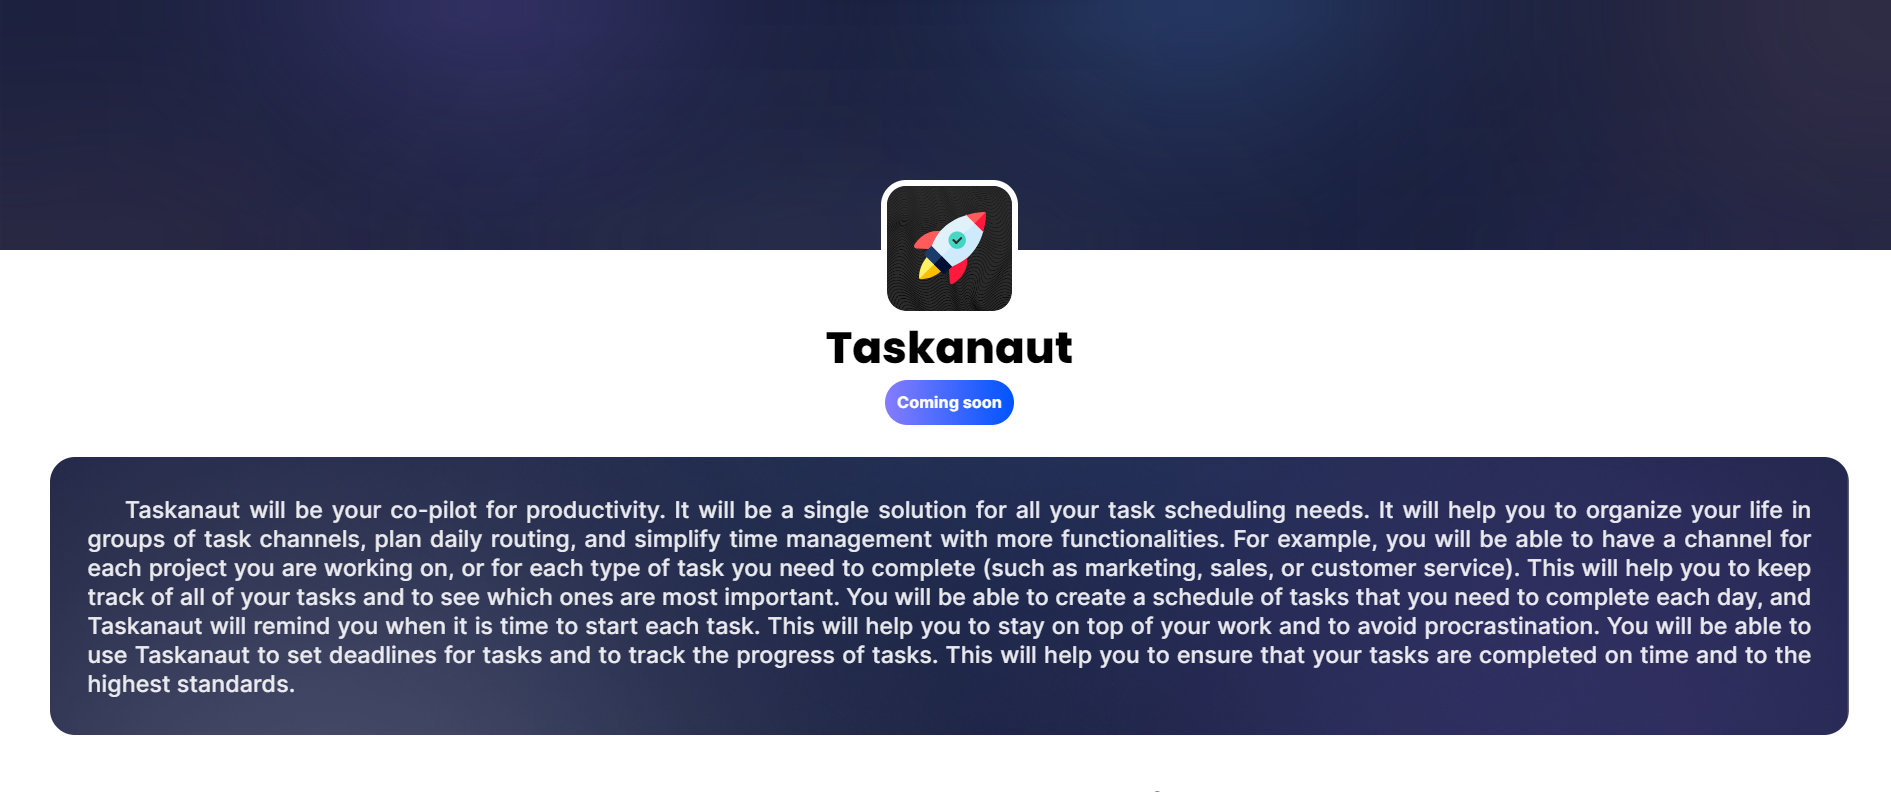 Taskanaut
Coming soon
Taskanaut will be your co-pilot for productivity. It will be a single solution for all your task scheduling needs. It will help you to organize your life in
groups of task channels, plan daily routing, and simplify time management with more functionalities. For example, you will be able to have a channel for
each project you are working on, or for each type of task you need to complete (such as marketing, sales, or customer service). This will help you to keep
track of all of your tasks and to see which ones are most important. You will be able to create a schedule of tasks that you need to complete each day, and
Taskanaut will remind you when it is time to start each task. This will help you to stay on top of your work and to avoid procrastination. You will be able to
use Taskanaut to set deadlines for tasks and to track the progress of tasks. This will help you to ensure that your tasks are completed on time and to the
highest standards.